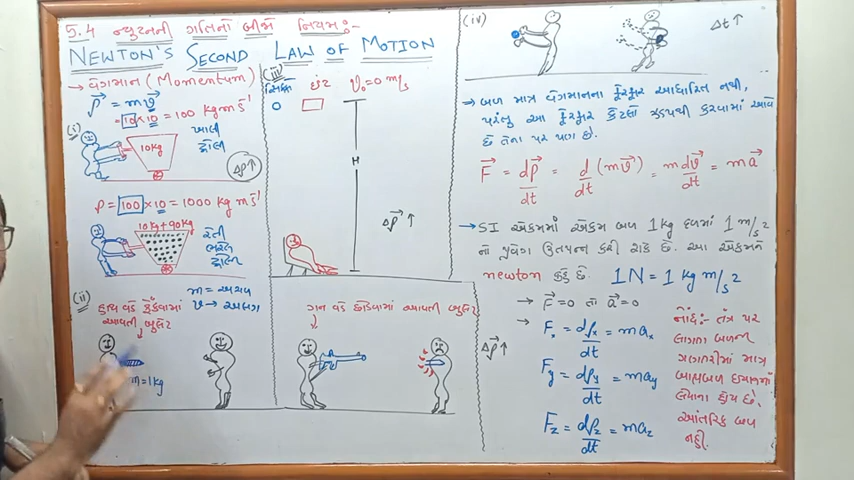 5.4 ન્યુટનની ગતિનો બીજો નિયમ:-
NEWTON'S SECOND LAW OF MOTION
→ વેગમાન (Momentum)
P = mv
= 10 × 10 = 100 kg m s⁻¹
(i)
ખાલી
ટ્રોલી
10 kg
ΔP↑
P = 100 × 10 = 1000 kg m s⁻¹
10 kg + 90 kg
રેતી
ભરેલ
ટ્રોલી
m = અચળ
v → અલગ
(ii)
હાથ વડે ફેંકવામાં
આવતી બુલેટ
m = 1 kg
ગન વડે છોડવામાં આવતી બુલેટ
ΔP↑
(iii)
સિક્કો
ઈંટ
v₀ = 0 m/s
H
ΔP ↑
(iv)
Δt ↑
→ બળ માત્ર વેગમાનના ફેરફાર આધારિત નથી,
પરંતુ આ ફેરફાર કેટલો ઝડપથી કરવામાં આવે
છે તેના પર પણ છે.
F = dP/dt = d/dt (mv) = m dv/dt = m a
→ SI એકમમાં એકમ બળ 1 kg દળમાં 1 m/s²
નો પ્રવેગ ઉત્પન્ન કરી શકે છે. આ એકમને
newton કહે છે. 1N = 1 kg m/s²
→ F = 0 તો a = 0
→ Fx = dPx/dt = max
Fy = dPy/dt = may
Fz = dPz/dt = maz
નોંધ:- તંત્ર પર
લાગતા બળની
ગણતરીમાં માત્ર
બાહ્યબળ ધ્યાનમાં
લેવાના હોય છે.
આંતરિક બળ
નહી.